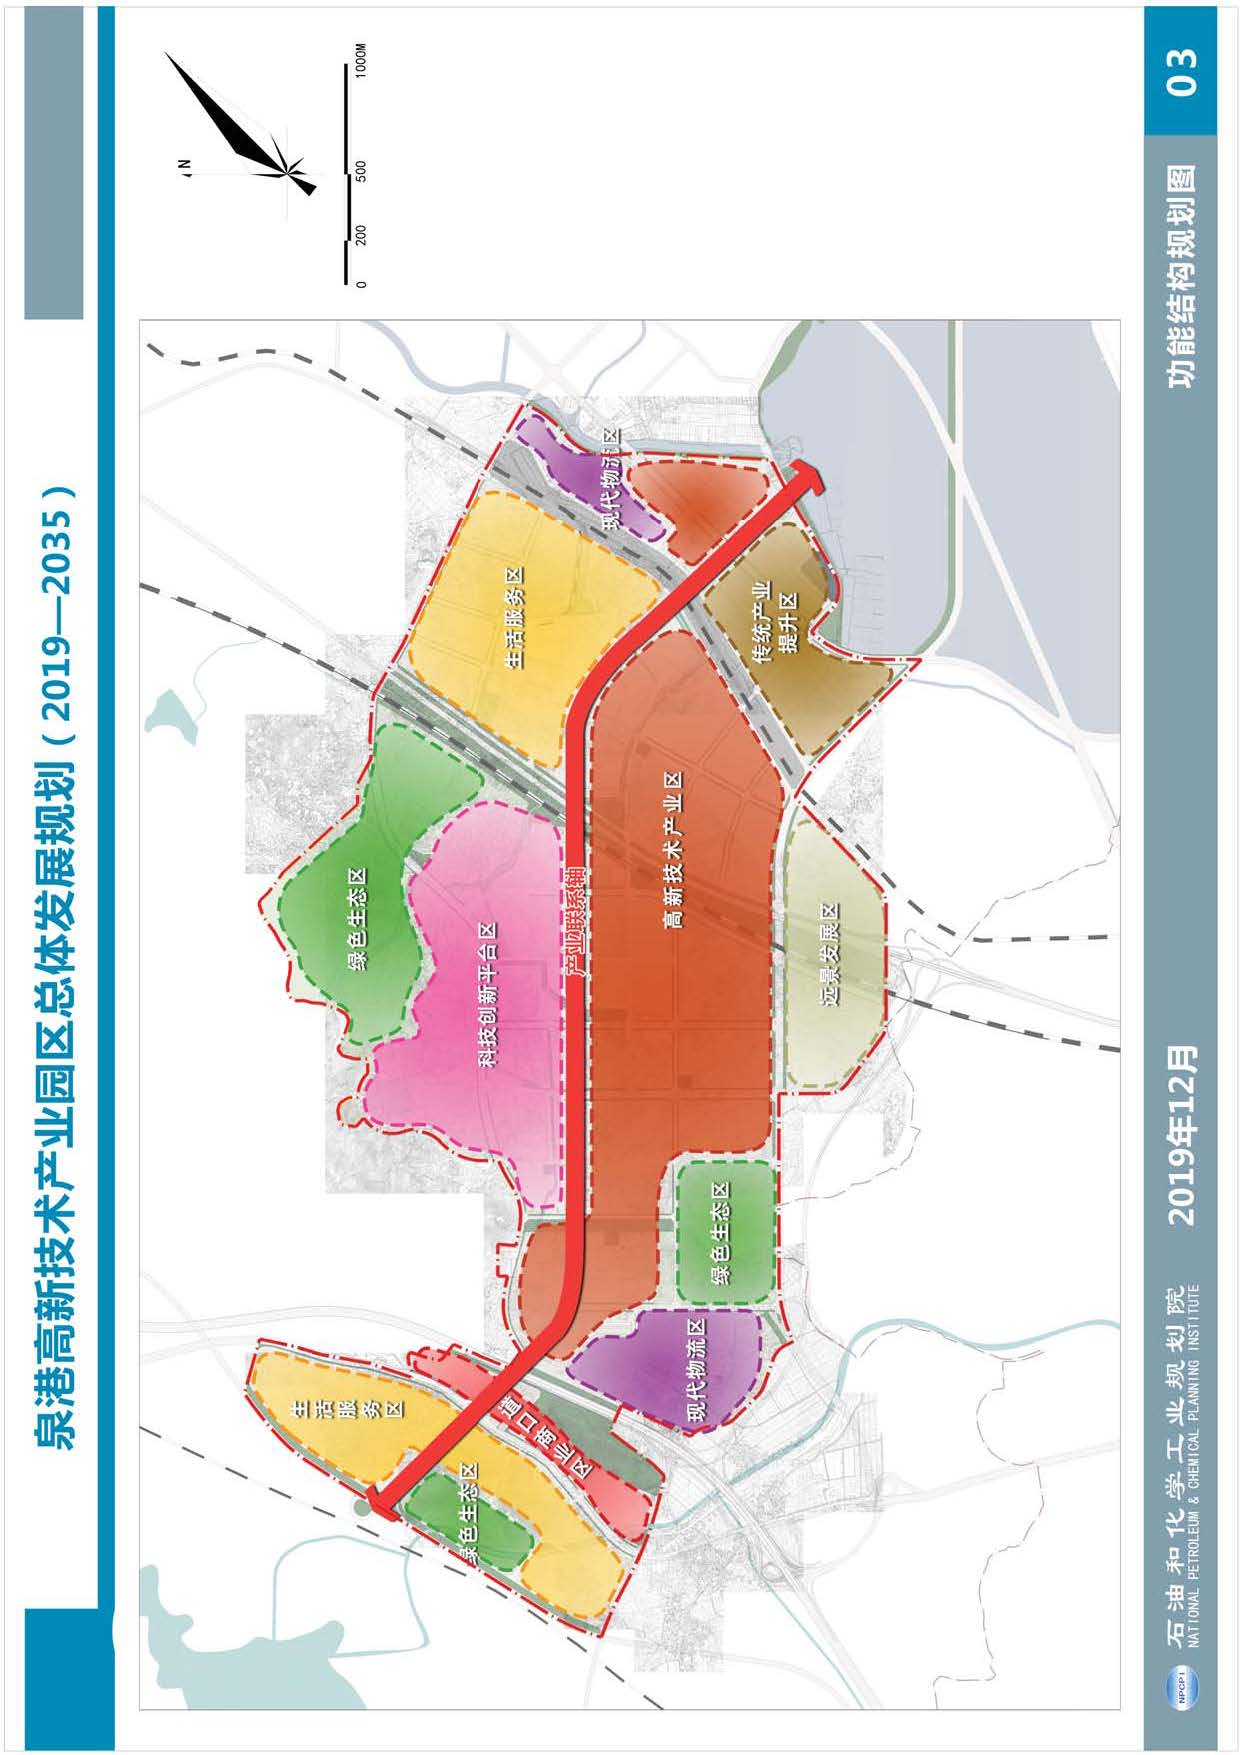 泉港高新技术产业园区总体发展规划（2019—2035）
N
0
200
500
1000M
生活服务区
绿色生态区
道口商业区
现代物流区
绿色生态区
绿色生态区
科技创新平台区
产业联系轴
高新技术产业区
远景发展区
生活服务区
现代物流区
传统产业
提升区
NPCPI
石油和化学工业规划院
NATIONAL PETROLEUM & CHEMICAL PLANNING INSTITUTE
2019年12月
功能结构规划图
03